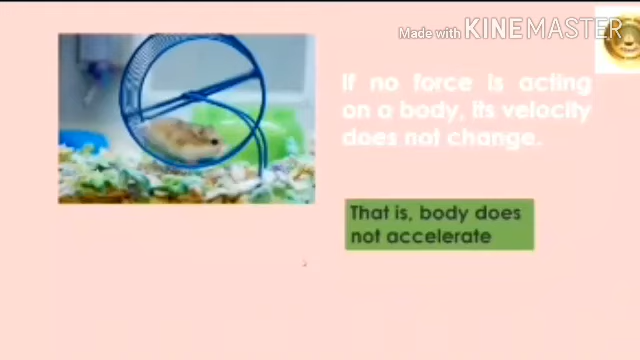 Made with KINEMASTER
If no force is acting
on a body, its velocity
does not change.
That is, body does
not accelerate